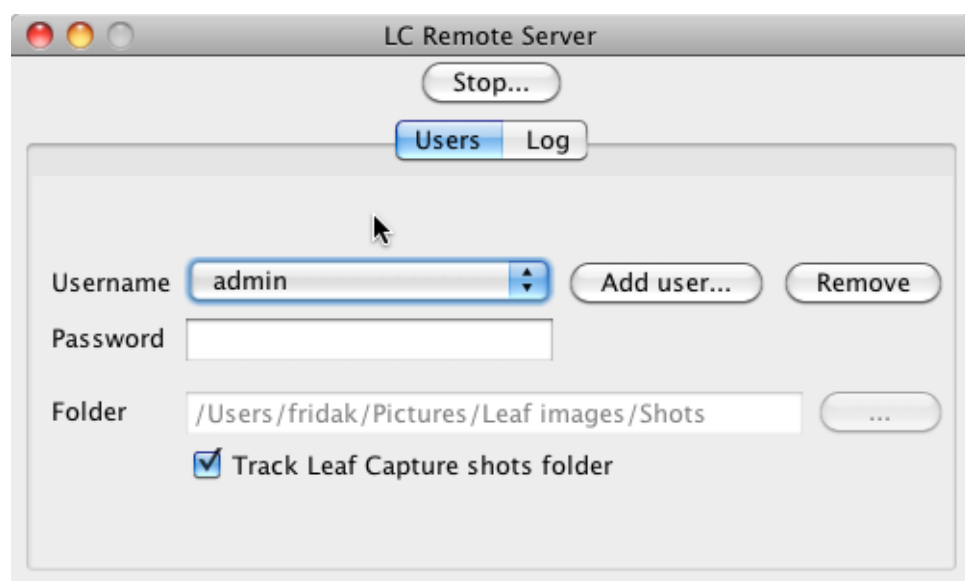 LC Remote Server
Stop...
Users Log
Username admin Add user... Remove
Password
Folder /Users/fridak/Pictures/Leaf images/Shots ...
Track Leaf Capture shots folder